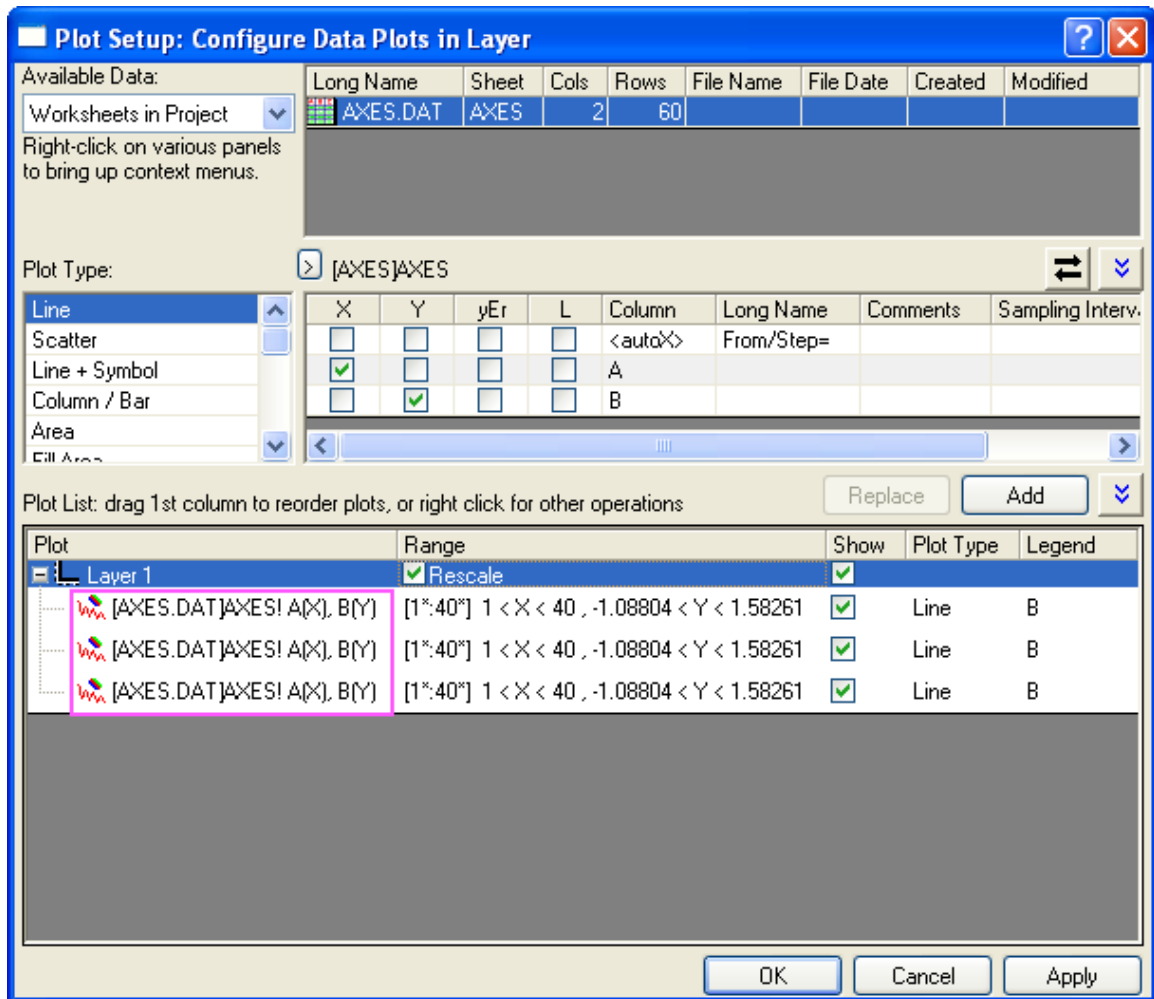 Plot Setup: Configure Data Plots in Layer
Available Data:
Worksheets in Project
Right-click on various panels
to bring up context menus.
Long Name Sheet Cols Rows File Name File Date Created Modified
AXES.DAT AXES 2 60
Plot Type:
> [AXES]AXES
Line
Scatter
Line + Symbol
Column / Bar
Area
Fill Area
X Y yEr L Column Long Name Comments Sampling Interv
<autoX> From/Step=
A
B
Plot List: drag 1st column to reorder plots, or right click for other operations
Replace Add
Plot Range Show Plot Type Legend
Layer 1 Rescale
[AXES.DAT]AXES! A(X), B(Y) [1*:40*] 1 < X < 40 , -1.08804 < Y < 1.58261 Line B
[AXES.DAT]AXES! A(X), B(Y) [1*:40*] 1 < X < 40 , -1.08804 < Y < 1.58261 Line B
[AXES.DAT]AXES! A(X), B(Y) [1*:40*] 1 < X < 40 , -1.08804 < Y < 1.58261 Line B
OK Cancel Apply